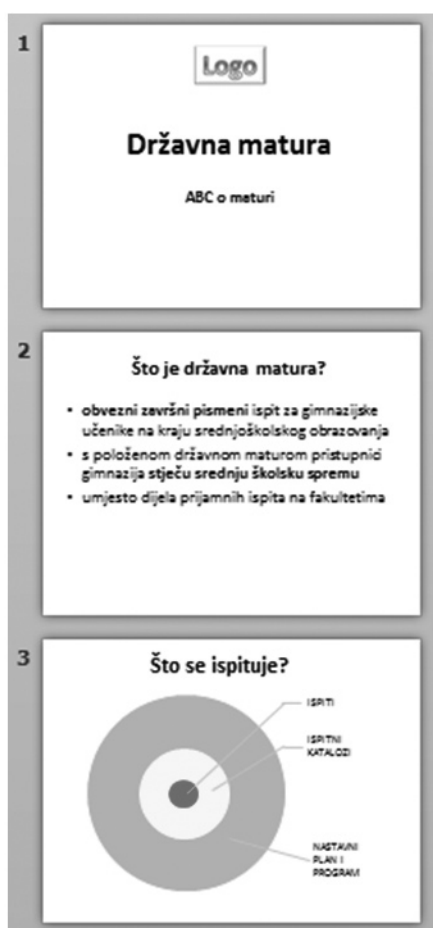 1
Logo
Državna matura
ABC o maturi
2
Što je državna matura?
• obvezni završni pismeni ispit za gimnazijske
učenike na kraju srednjoškolskog obrazovanja
• s položenom državnom maturom pristupnici
gimnazija stječu srednju školsku spremu
• umjesto dijela prijamnih ispita na fakultetima
3
Što se ispituje?
ISPITI
ISPITNI
KATALOZI
NASTAVNI
PLAN I
PROGRAM